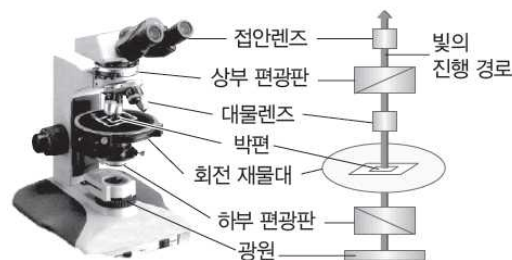 접안렌즈
빛의
진행 경로
상부 편광판
대물렌즈
박편
회전 재물대
하부 편광판
광원